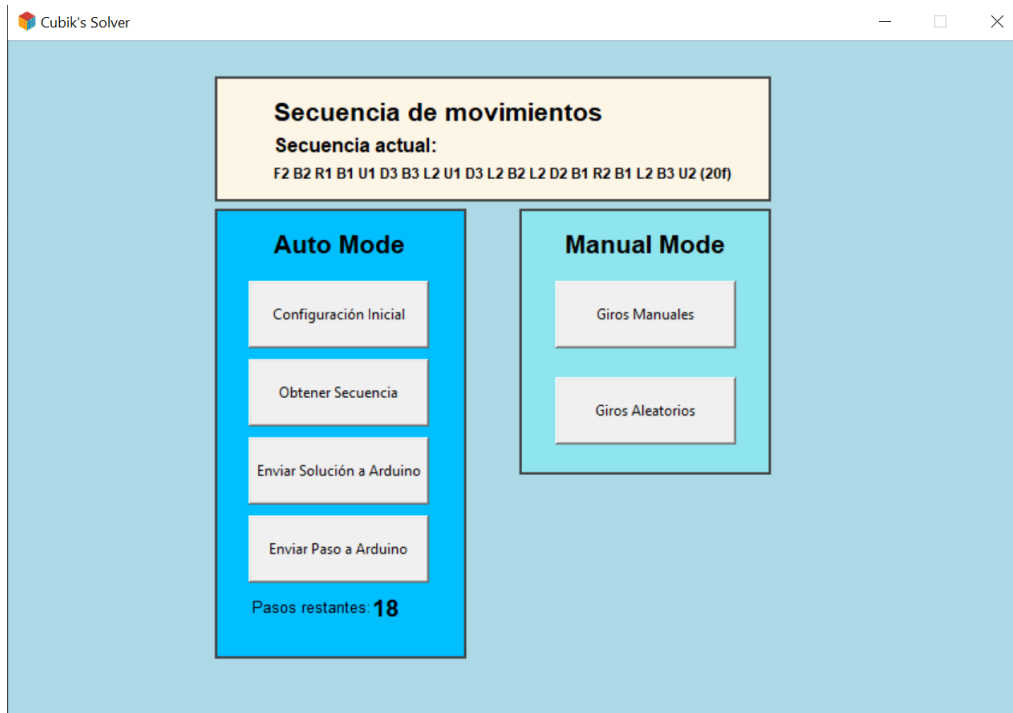 Cubik's Solver
Secuencia de movimientos
Secuencia actual:
F2 B2 R1 B1 U1 D3 B3 L2 U1 D3 L2 B2 L2 D2 B1 R2 B1 L2 B3 U2 (20f)
Auto Mode
Configuración Inicial
Obtener Secuencia
Enviar Solución a Arduino
Enviar Paso a Arduino
Pasos restantes: 18
Manual Mode
Giros Manuales
Giros Aleatorios